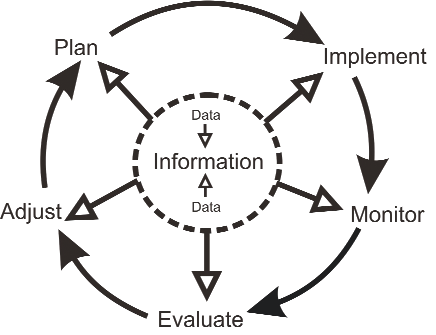 Plan
Implement
Data
Information
Data
Adjust
Monitor
Evaluate